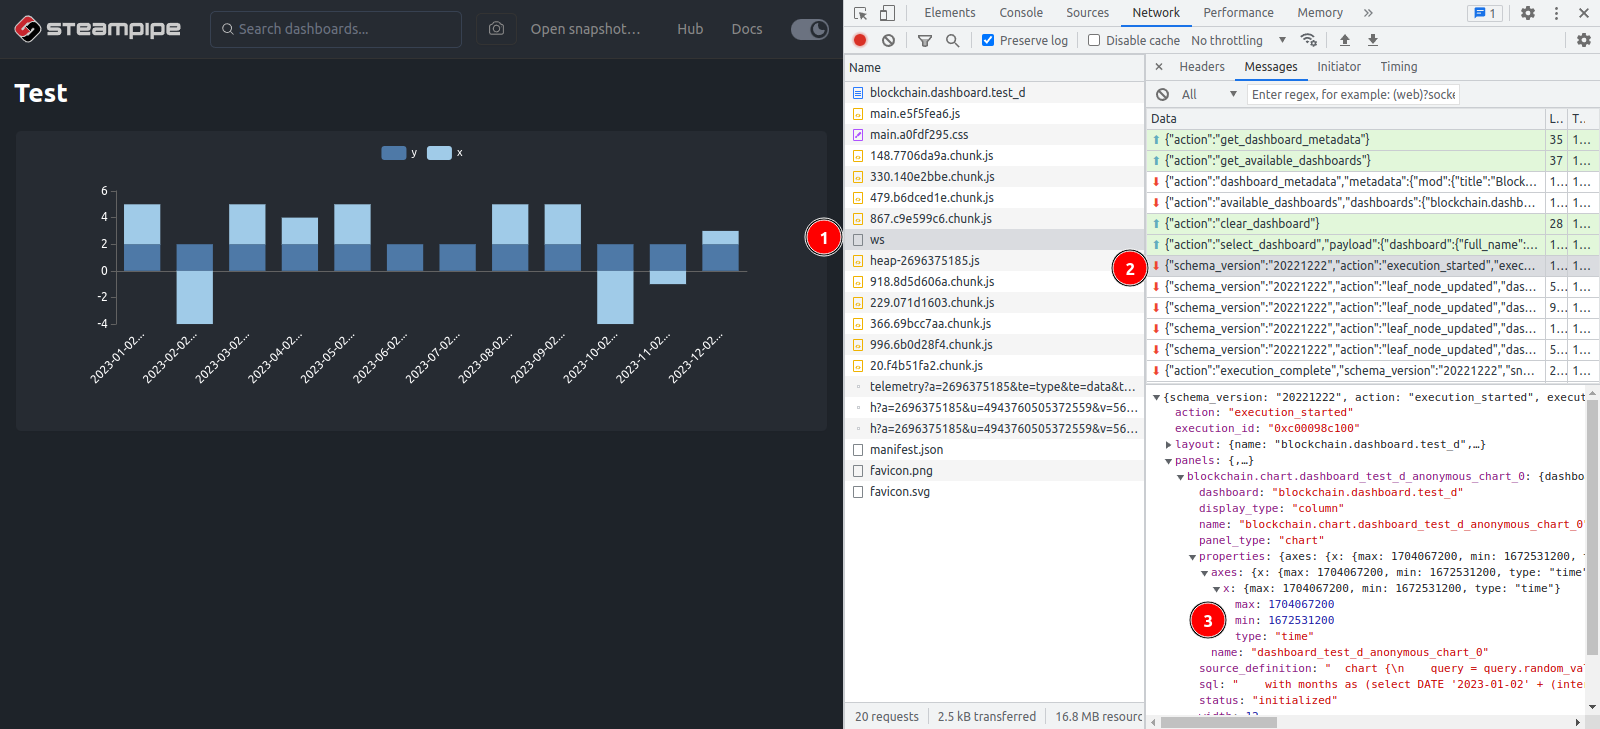 steampipe
Search dashboards...
Open snapshot...
Hub
Docs
Test
y
x
6
4
2
0
-2
-4
2023-01-02...
2023-02-02...
2023-03-02...
2023-04-02...
2023-05-02...
2023-06-02...
2023-07-02...
2023-08-02...
2023-09-02...
2023-10-02...
2023-11-02...
2023-12-02...
1
2
3
Elements
Console
Sources
Network
Performance
Memory
»
1
Preserve log
Disable cache
No throttling
Name
blockchain.dashboard.test_d
main.e5f5fea6.js
main.a0fdf295.css
148.7706da9a.chunk.js
330.140e2bbe.chunk.js
479.b6dced1e.chunk.js
867.c9e599c6.chunk.js
ws
heap-2696375185.js
918.8d5d606a.chunk.js
229.071d1603.chunk.js
366.69bcc7aa.chunk.js
996.6b0d28f4.chunk.js
20.f4b51fa2.chunk.js
telemetry?a=2696375185&te=type&te=data&t...
h?a=2696375185&u=4943760505372559&v=56...
h?a=2696375185&u=4943760505372559&v=56...
manifest.json
favicon.png
favicon.svg
20 requests
2.5 kB transferred
16.8 MB resourc
Headers
Messages
Initiator
Timing
All
Enter regex, for example: (web)?socke
Data L... T...
{"action":"get_dashboard_metadata"} 35 1...
{"action":"get_available_dashboards"} 37 1...
{"action":"dashboard_metadata","metadata":{"mod":{"title":"Block... 1... 1...
{"action":"available_dashboards","dashboards":{"blockchain.dashb... 1... 1...
{"action":"clear_dashboard"} 28 1...
{"action":"select_dashboard","payload":{"dashboard":{"full_name":... 1... 1...
{"schema_version":"20221222","action":"execution_started","exec... 1... 1...
{"schema_version":"20221222","action":"leaf_node_updated","das... 5... 1...
{"schema_version":"20221222","action":"leaf_node_updated","das... 9... 1...
{"schema_version":"20221222","action":"leaf_node_updated","das... 1... 1...
{"schema_version":"20221222","action":"leaf_node_updated","das... 5... 1...
{"action":"execution_complete","schema_version":"20221222","sn... 2... 1...
{schema_version: "20221222", action: "execution_started", execut
action: "execution_started"
execution_id: "0xc00098c100"
layout: {name: "blockchain.dashboard.test_d",…}
panels: {,…}
blockchain.chart.dashboard_test_d_anonymous_chart_0: {dashbo
dashboard: "blockchain.dashboard.test_d"
display_type: "column"
name: "blockchain.chart.dashboard_test_d_anonymous_chart_0"
panel_type: "chart"
properties: {axes: {x: {max: 1704067200, min: 1672531200, t
axes: {x: {max: 1704067200, min: 1672531200, type: "time"
x: {max: 1704067200, min: 1672531200, type: "time"}
max: 1704067200
min: 1672531200
type: "time"
name: "dashboard_test_d_anonymous_chart_0"
source_definition: "  chart {\n    query = query.random_val
sql: "    with months as (select DATE '2023-01-02' + (inter
status: "initialized"